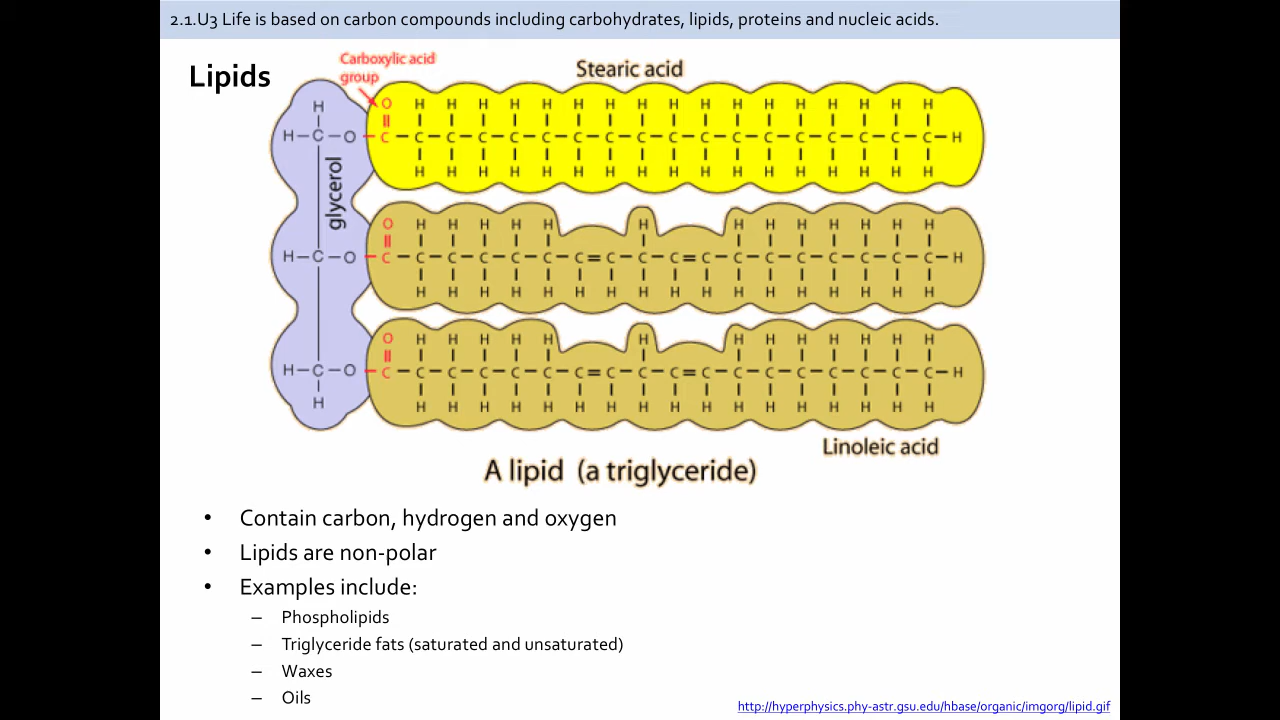 2.1.U3 Life is based on carbon compounds including carbohydrates, lipids, proteins and nucleic acids.
Lipids
Carboxylic acid
group
Stearic acid
H O H H H H H H H H H H H H H H H H H
H–C–O–C–C–C–C–C–C–C–C–C–C–C–C–C–C–C–C–C–C–H
H H H H H H H H H H H H H H H H H
glycerol
O H H H H H H H H H H H H H
H–C–O–C–C–C–C–C–C–C=C–C–C=C–C–C–C–C–C–C–C–H
H H H H H H H H H H H H H H H H H
O H H H H H H H H H H H H H
H–C–O–C–C–C–C–C–C–C=C–C–C=C–C–C–C–C–C–C–C–H
H H H H H H H H H H H H H H H H H H
Linoleic acid
A lipid (a triglyceride)
• Contain carbon, hydrogen and oxygen
• Lipids are non-polar
• Examples include:
– Phospholipids
– Triglyceride fats (saturated and unsaturated)
– Waxes
– Oils
http://hyperphysics.phy-astr.gsu.edu/hbase/organic/imgorg/lipid.gif